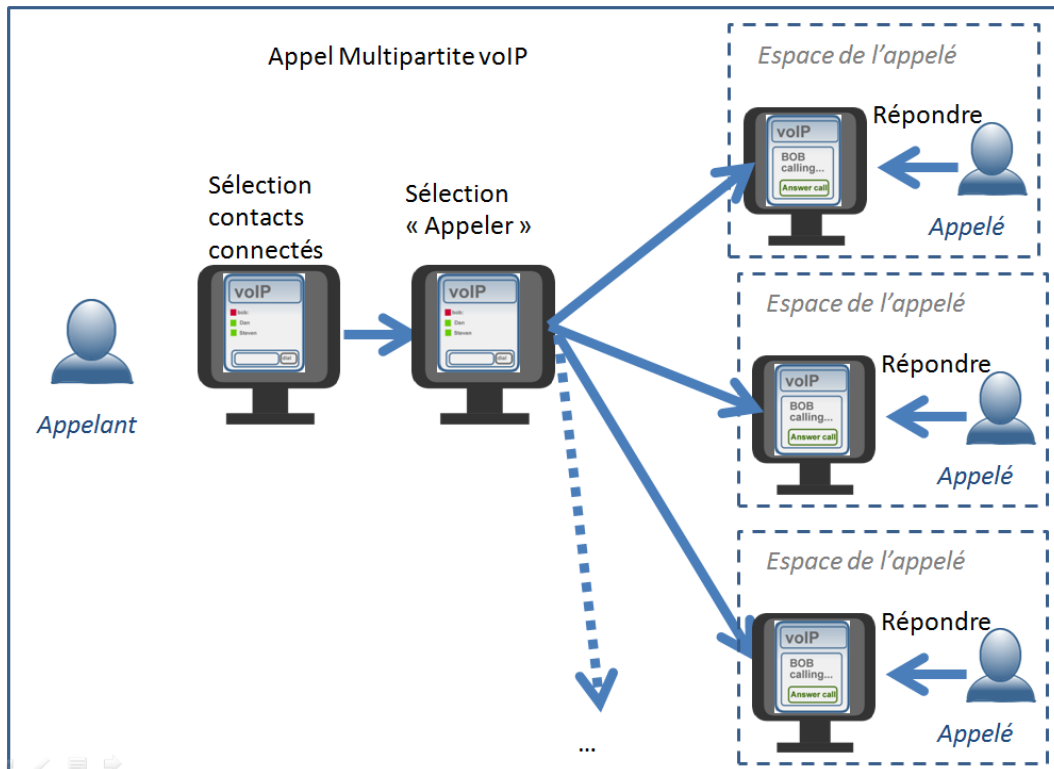 Appel Multipartite voIP
Sélection
contacts
connectés
voIP
bob:
Dan
Steven
dial
Appelant
Sélection
« Appeler »
voIP
bob:
Dan
Steven
dial
...
Espace de l'appelé
Répondre
voIP
BOB
calling...
Answer call
Appelé
Espace de l'appelé
Répondre
voIP
BOB
calling...
Answer call
Appelé
Espace de l'appelé
Répondre
voIP
BOB
calling...
Answer call
Appelé